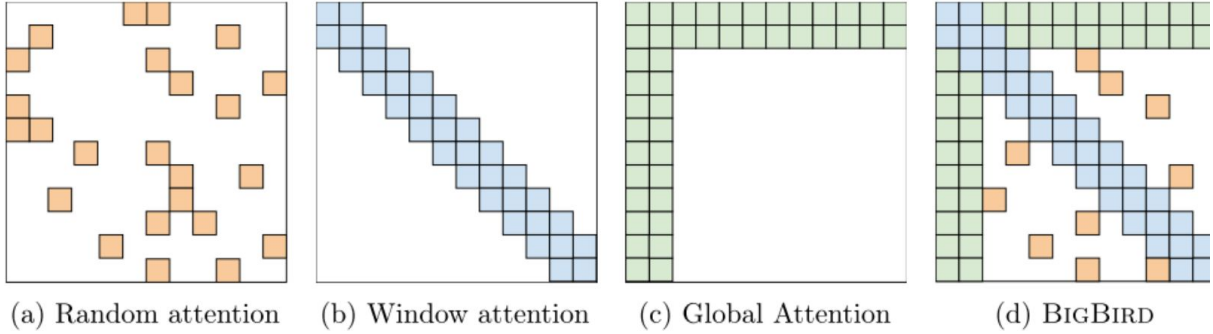 (a) Random attention
(b) Window attention
(c) Global Attention
(d) BIGBIRD